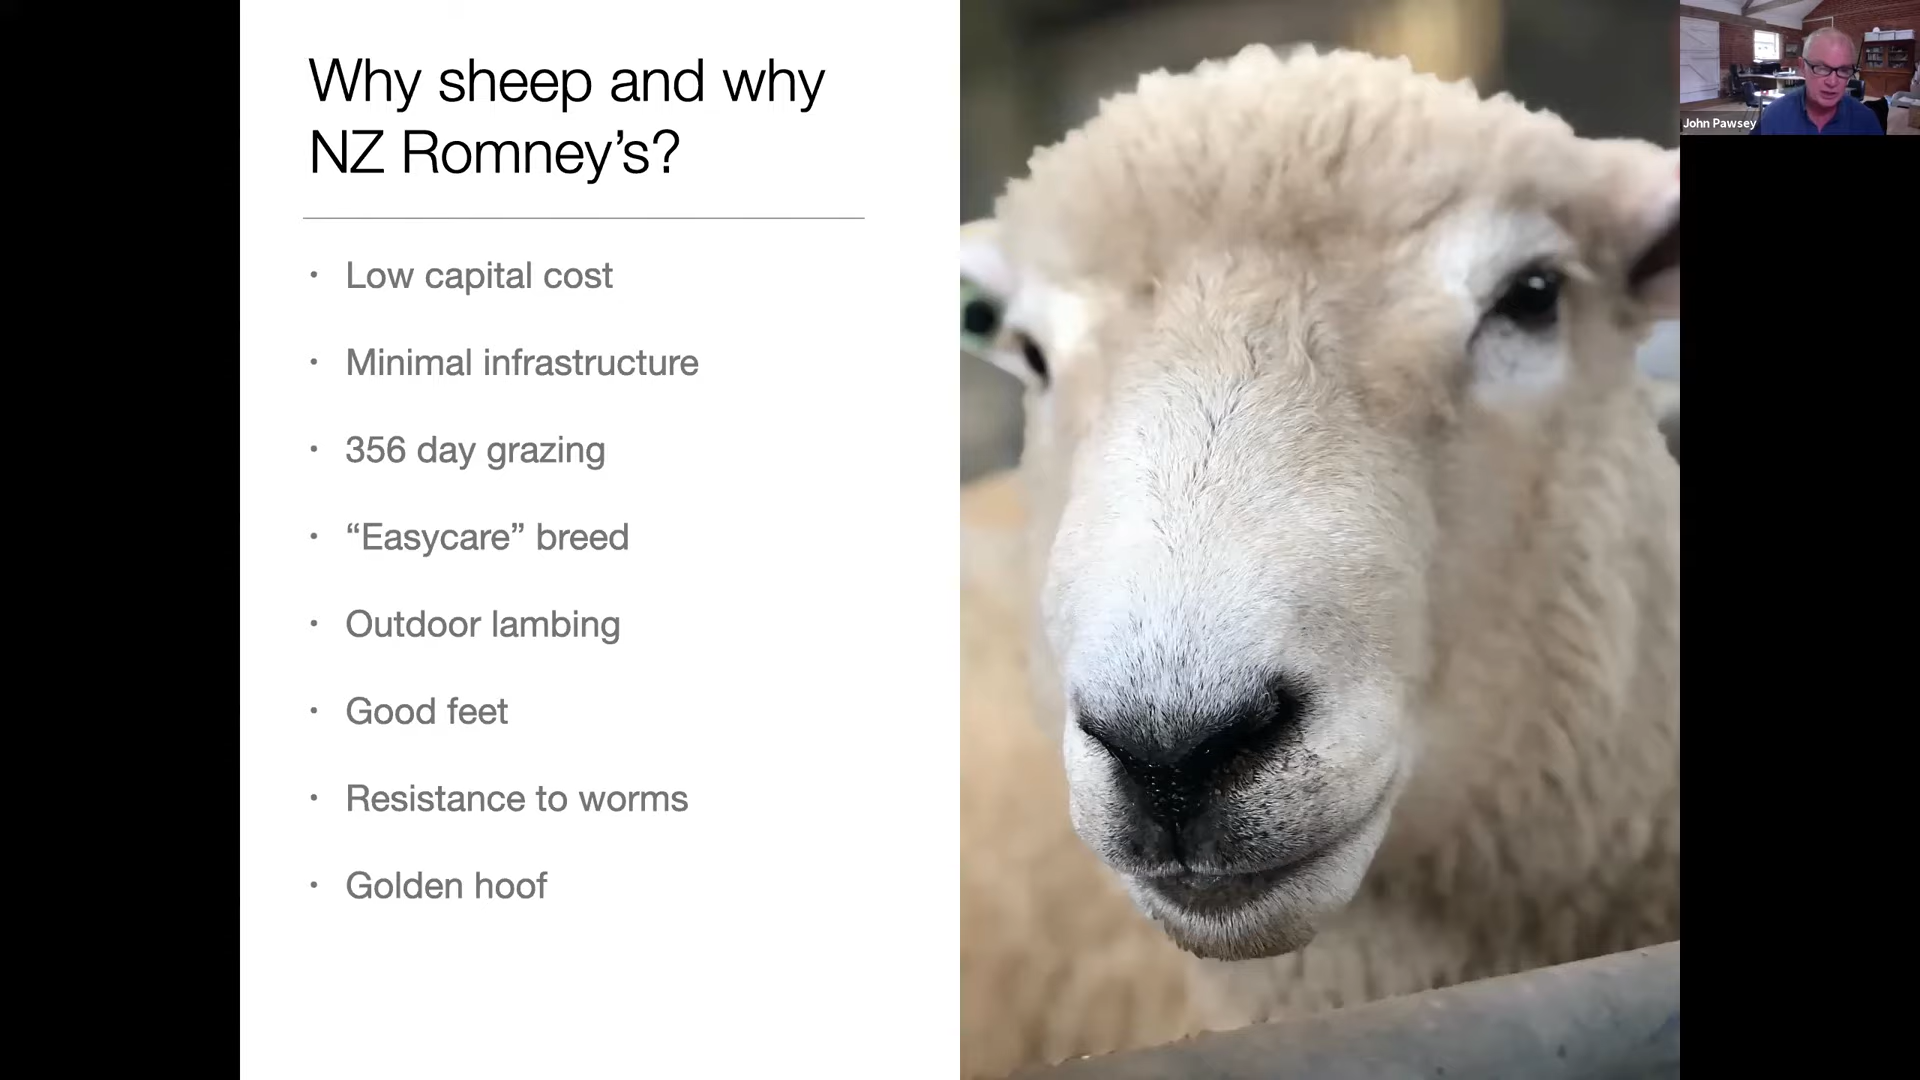 Why sheep and why
NZ Romney’s?
• Low capital cost
• Minimal infrastructure
• 356 day grazing
• “Easycare” breed
• Outdoor lambing
• Good feet
• Resistance to worms
• Golden hoof
John Pawsey